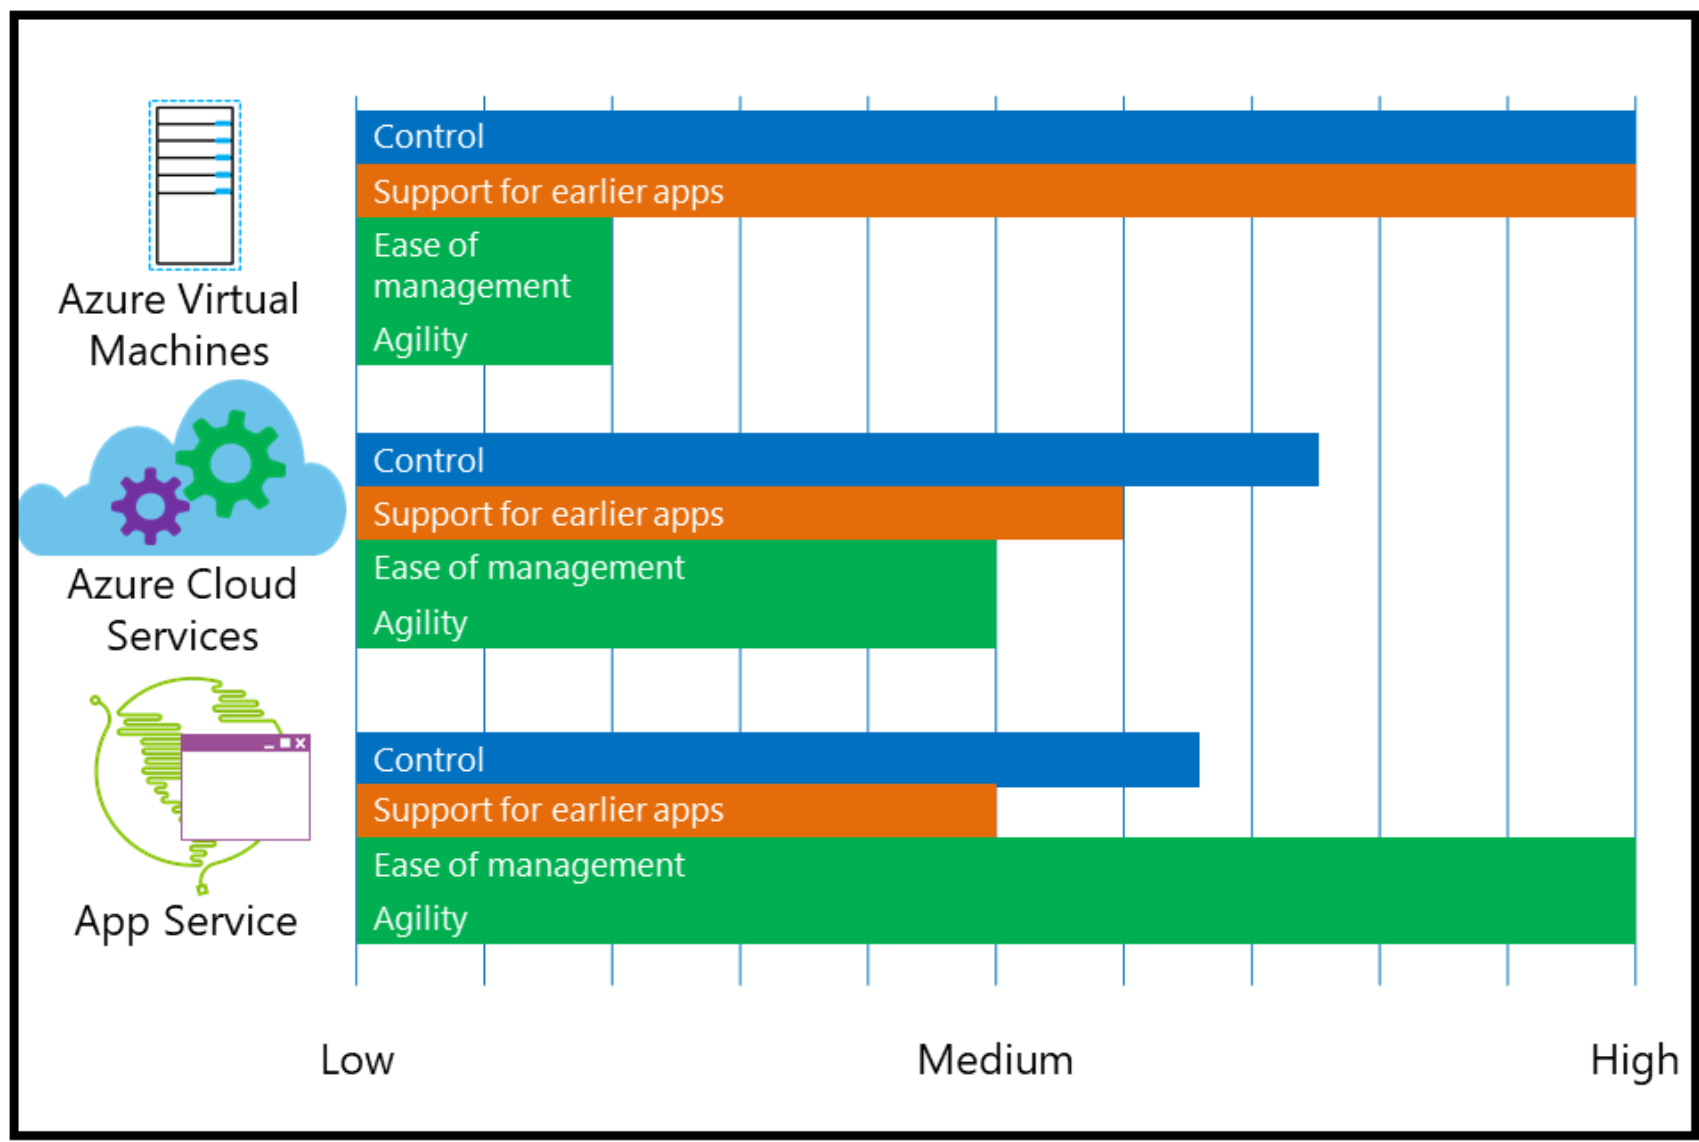 Control
Support for earlier apps
Ease of
management
Agility
Azure Virtual
Machines
Control
Support for earlier apps
Ease of management
Agility
Azure Cloud
Services
Control
Support for earlier apps
Ease of management
Agility
App Service
Low
Medium
High